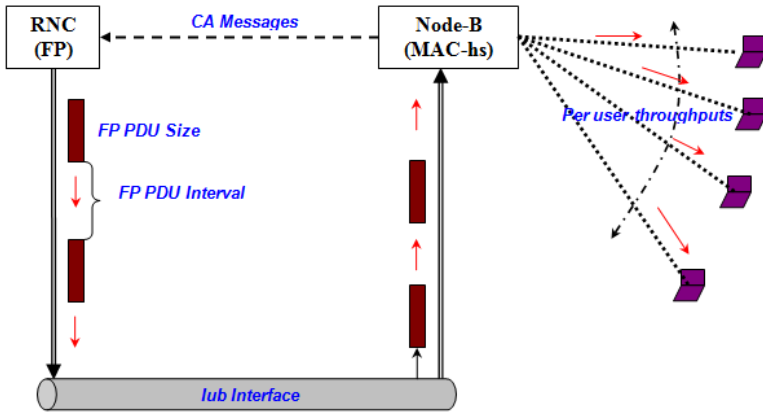 RNC
(FP)
CA Messages
Node-B
(MAC-hs)
FP PDU Size
Per user throughputs
FP PDU Interval
Iub Interface